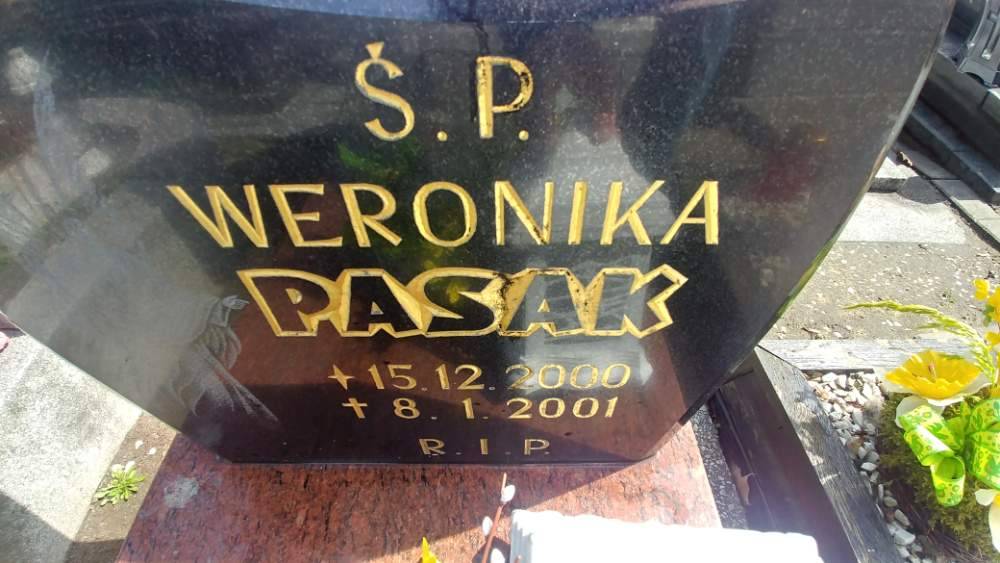 Ś.P.
WERONIKA
PASAK
+ 15.12.2000
+ 8.1.2001
R.I.P.